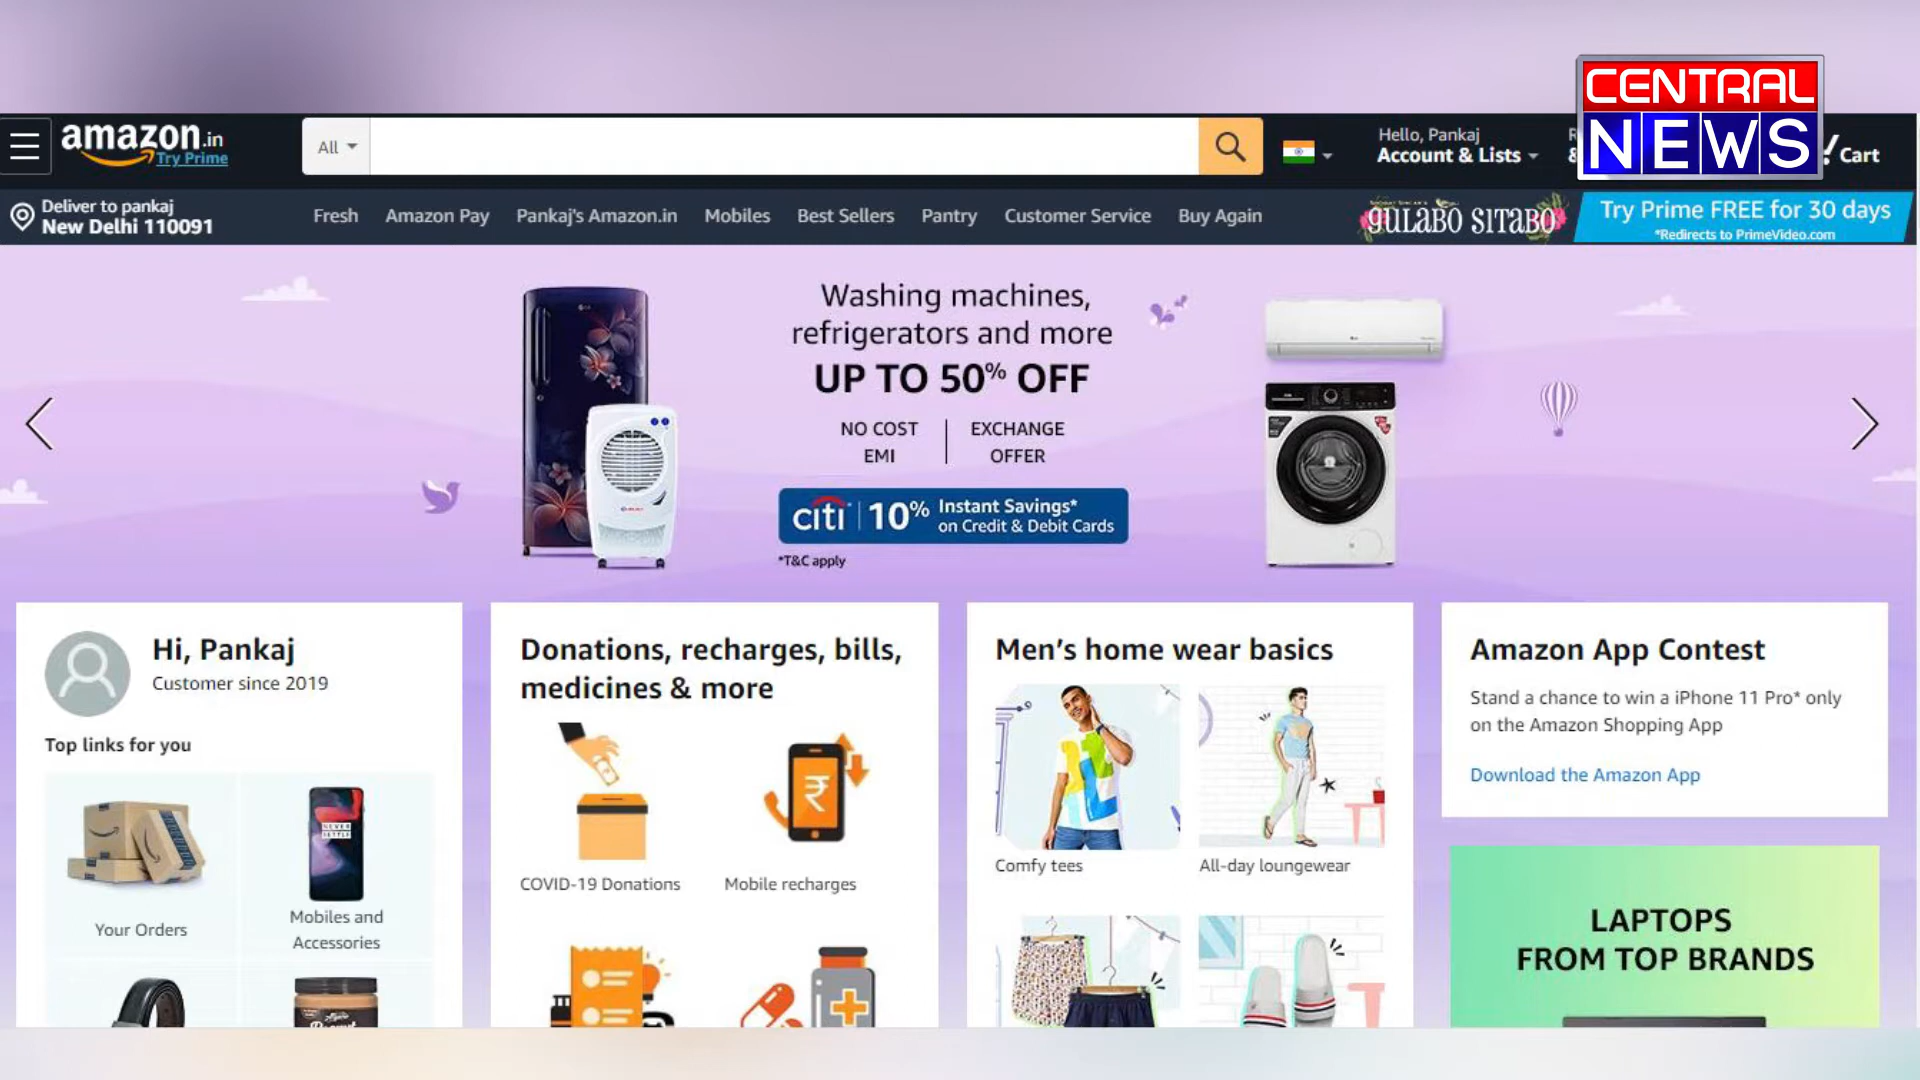 CENTRAL
NEWS
amazon.in
Try Prime
All
Hello, Pankaj
Account & Lists
Cart
Deliver to pankaj
New Delhi 110091
Fresh
Amazon Pay
Pankaj's Amazon.in
Mobiles
Best Sellers
Pantry
Customer Service
Buy Again
GULABO SITABO
Try Prime FREE for 30 days
*Redirects to PrimeVideo.com
Washing machines,
refrigerators and more
UP TO 50% OFF
NO COST
EMI
EXCHANGE
OFFER
citi
10%
Instant Savings*
on Credit & Debit Cards
*T&C apply
Hi, Pankaj
Customer since 2019
Top links for you
NEVER
SETTLE
Your Orders
Mobiles and
Accessories
Donations, recharges, bills,
medicines & more
₹
COVID-19 Donations
Mobile recharges
Men's home wear basics
Comfy tees
All-day loungewear
Amazon App Contest
Stand a chance to win a iPhone 11 Pro* only
on the Amazon Shopping App
Download the Amazon App
LAPTOPS
FROM TOP BRANDS